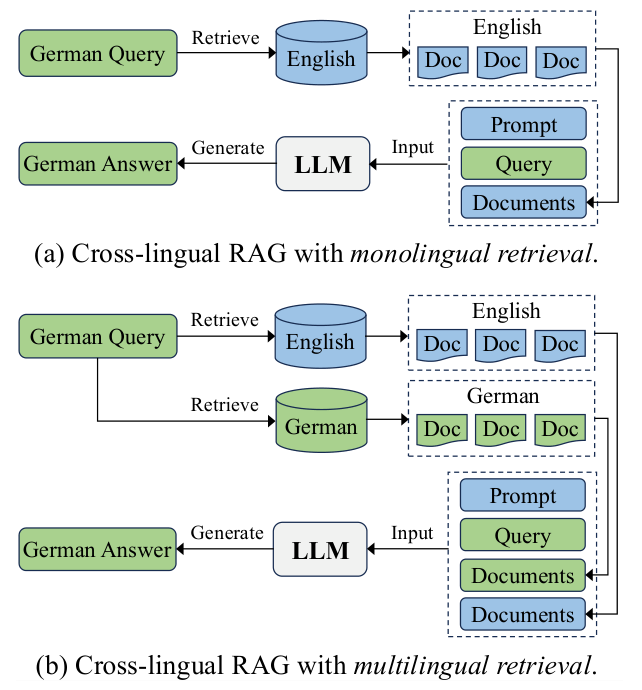 German Query
Retrieve
English
English
Doc Doc Doc
Prompt
Query
Documents
Input
LLM
Generate
German Answer
(a) Cross-lingual RAG with monolingual retrieval.
German Query
Retrieve
English
English
Doc Doc Doc
Retrieve
German
German
Doc Doc Doc
Prompt
Query
Documents
Documents
Input
LLM
Generate
German Answer
(b) Cross-lingual RAG with multilingual retrieval.